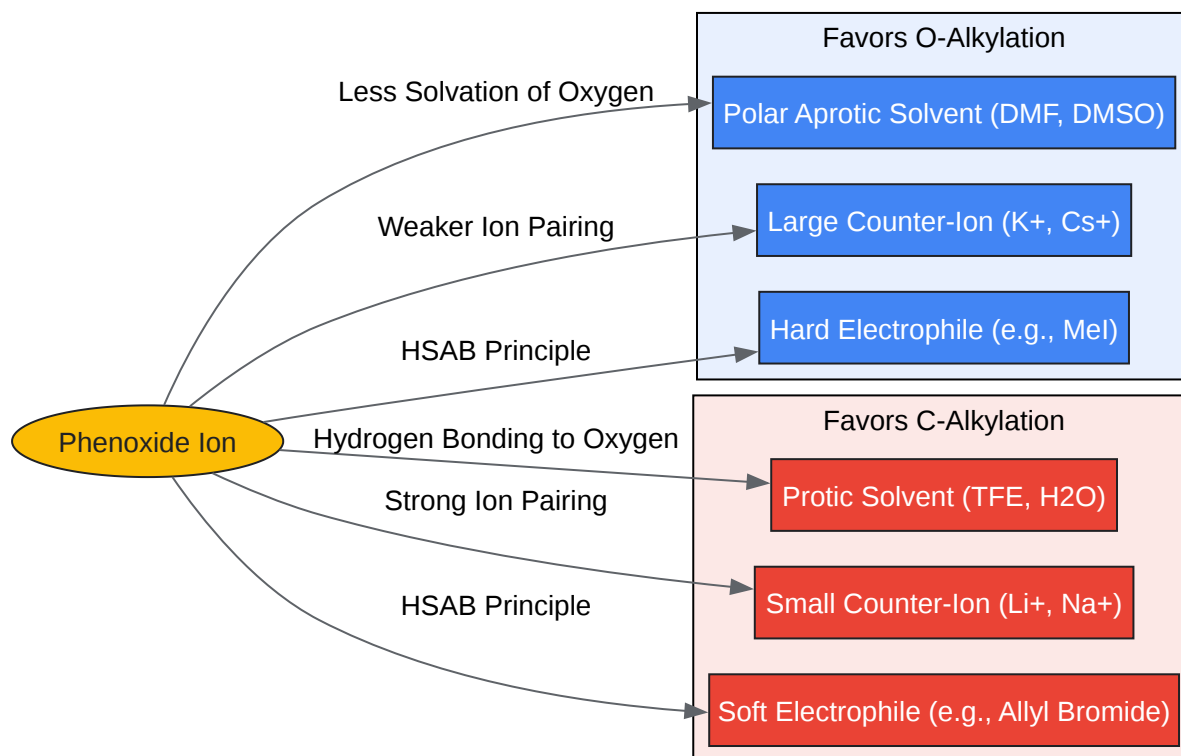 Favors O-Alkylation
Less Solvation of Oxygen
Polar Aprotic Solvent (DMF, DMSO)
Weaker Ion Pairing
Large Counter-Ion (K+, Cs+)
HSAB Principle
Hard Electrophile (e.g., MeI)
Phenoxide Ion
Favors C-Alkylation
Hydrogen Bonding to Oxygen
Protic Solvent (TFE, H2O)
Strong Ion Pairing
Small Counter-Ion (Li+, Na+)
HSAB Principle
Soft Electrophile (e.g., Allyl Bromide)